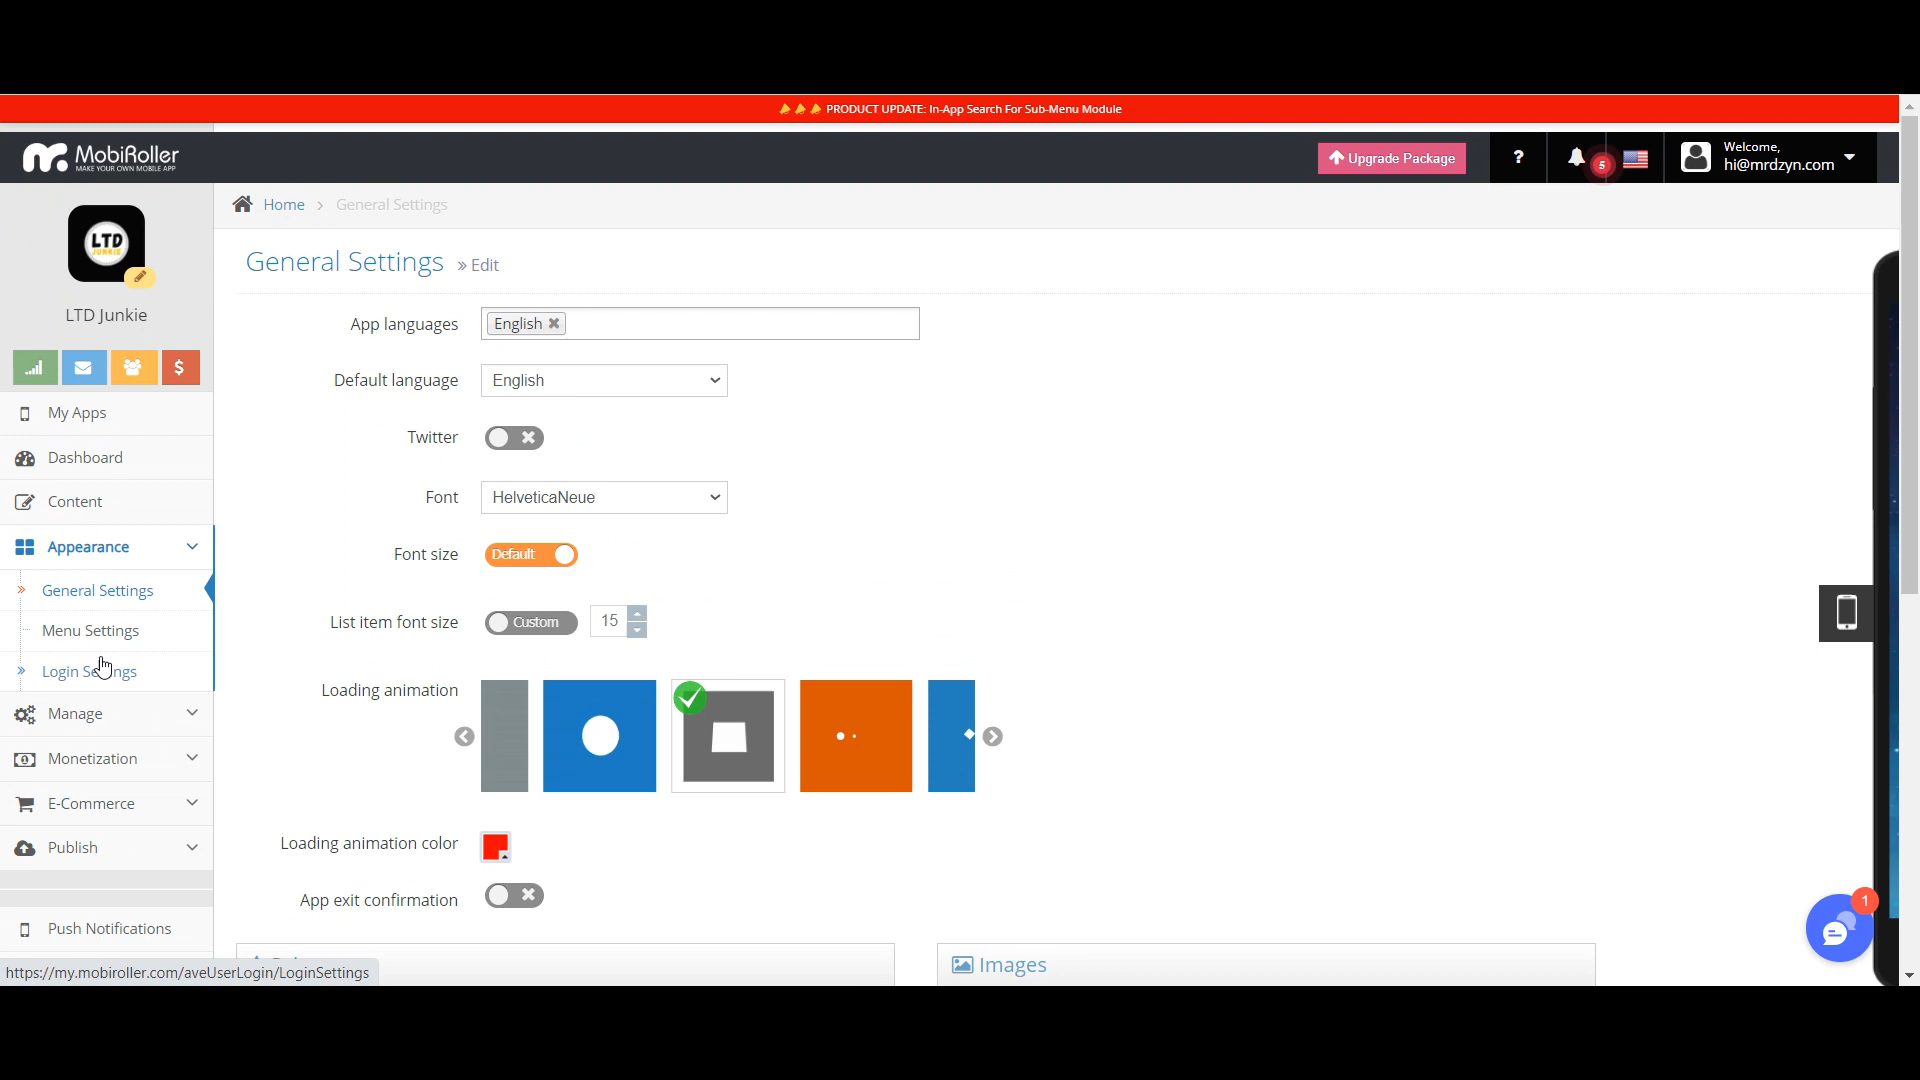 PRODUCT UPDATE: In-App Search For Sub-Menu Module
MobiRoller
MAKE YOUR OWN MOBILE APP
Upgrade Package
?
5
Welcome,
hi@mrdzyn.com
LTD
JUNKIE
LTD Junkie
$
My Apps
Dashboard
Content
Appearance
General Settings
Menu Settings
Login Settings
Manage
Monetization
E-Commerce
Publish
Push Notifications
https://my.mobiroller.com/aveUserLogin/LoginSettings
Home > General Settings
General Settings » Edit
App languages English
Default language English
Twitter
Font HelveticaNeue
Font size Default
List item font size Custom 15
Loading animation
Loading animation color
App exit confirmation
Images
1